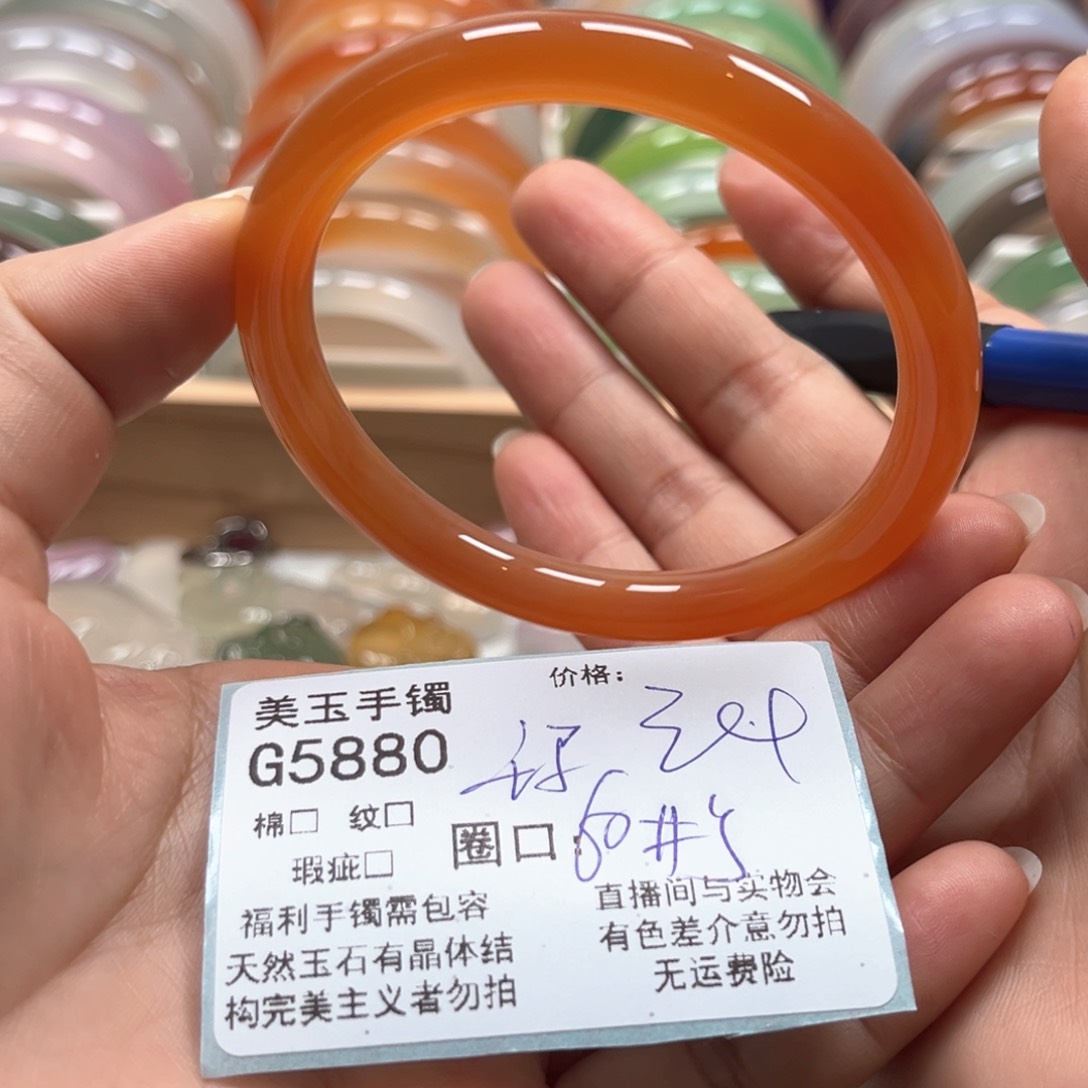 美玉手镯
价格：
G5880
棉□ 纹□
圈口：60
瑕疵□
福利手镯需包容
天然玉石有晶体结
构完美主义者勿拍
直播间与实物会
有色差介意勿拍
无运费险